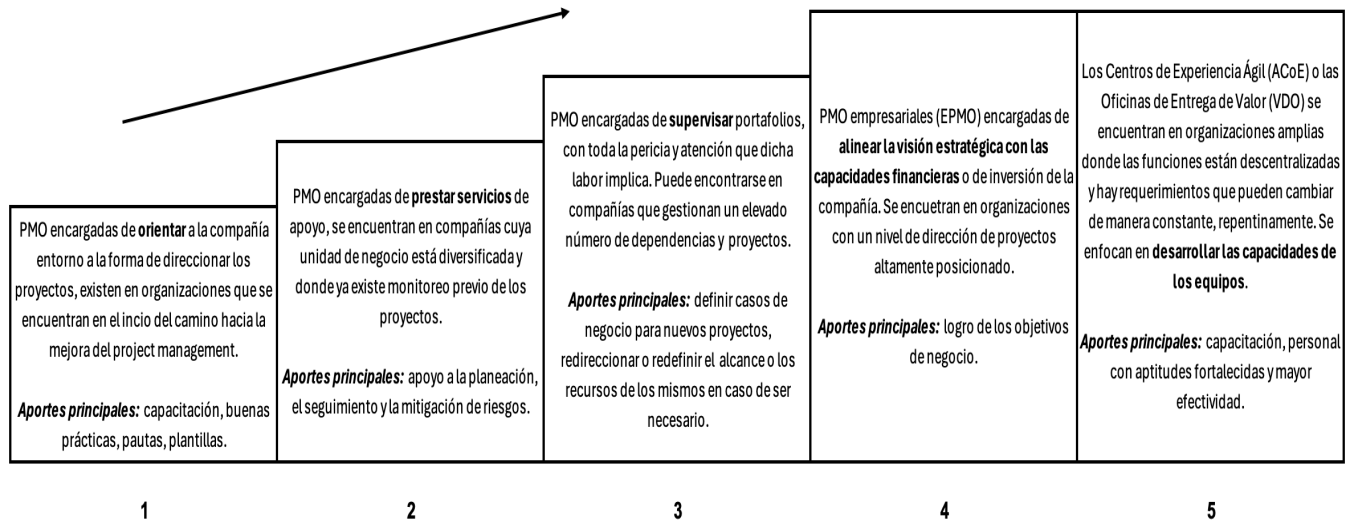 PMO encargadas de orientar a la compañía
entorno a la forma de direccionar los
proyectos, existen en organizaciones que se
encuentran en el incio del camino hacia la
mejora del project management.
Aportes principales: capacitación, buenas
prácticas, pautas, plantillas.
PMO encargadas de prestar servicios de
apoyo, se encuentran en compañías cuya
unidad de negocio está diversificada y
donde ya existe monitoreo previo de los
proyectos.
Aportes principales: apoyo a la planeación,
el seguimiento y la mitigación de riesgos.
PMO encargadas de supervisar portafolios,
con toda la pericia y atención que dicha
labor implica. Puede encontrarse en
compañías que gestionan un elevado
número de dependencias y proyectos.
Aportes principales: definir casos de
negocio para nuevos proyectos,
redireccionar o redefinir el alcance o los
recursos de los mismos en caso de ser
necesario.
PMO empresariales (EPMO) encargadas de
alinear la visión estratégica con las
capacidades financieras o de inversión de la
compañía. Se encuetran en organizaciones
con un nivel de dirección de proyectos
altamente posicionado.
Aportes principales: logro de los objetivos
de negocio.
Los Centros de Experiencia Ágil (ACoE) o las
Oficinas de Entrega de Valor (VDO) se
encuentran en organizaciones amplias
donde las funciones están descentralizadas
y hay requerimientos que pueden cambiar
de manera constante, repentinamente. Se
enfocan en desarrollar las capacidades de
los equipos.
Aportes principales: capacitación, personal
con aptitudes fortalecidas y mayor
efectividad.
1
2
3
4
5